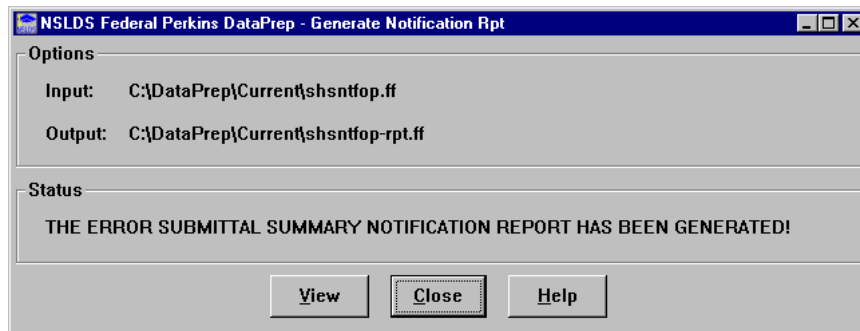 NSLDS Federal Perkins DataPrep - Generate Notification Rpt
Options
Input: C:\DataPrep\Current\shsntfop.ff
Output: C:\DataPrep\Current\shsntfop-rpt.ff
Status
THE ERROR SUBMITTAL SUMMARY NOTIFICATION REPORT HAS BEEN GENERATED!
View Close Help